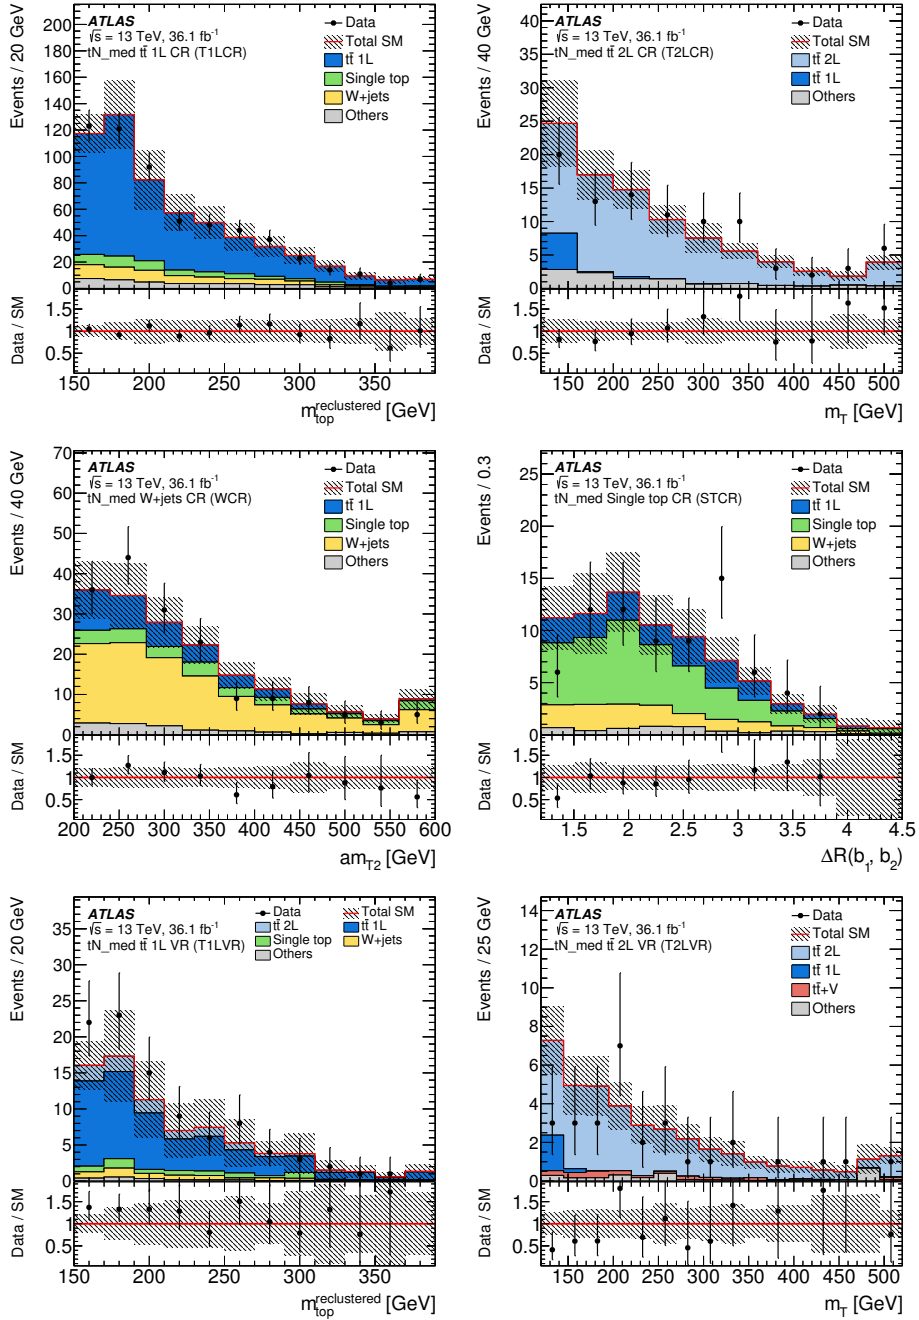 ATLAS
√s = 13 TeV, 36.1 fb⁻¹
tN_med tt̄ 1L CR (T1LCR)
Data
Total SM
tt̄ 1L
Single top
W+jets
Others
Events / 20 GeV
200
180
160
140
120
100
80
60
40
20
0
Data / SM
1.5
1
0.5
150 200 250 300 350
m_top^reclustered [GeV]
ATLAS
√s = 13 TeV, 36.1 fb⁻¹
tN_med tt̄ 2L CR (T2LCR)
Data
Total SM
tt̄ 2L
tt̄ 1L
Others
Events / 40 GeV
40
35
30
25
20
15
10
5
0
Data / SM
1.5
1
0.5
150 200 250 300 350 400 450 500
m_T [GeV]
ATLAS
√s = 13 TeV, 36.1 fb⁻¹
tN_med W+jets CR (WCR)
Data
Total SM
tt̄ 1L
Single top
W+jets
Others
Events / 40 GeV
70
60
50
40
30
20
10
0
Data / SM
1.5
1
0.5
200 250 300 350 400 450 500 550 600
am_T2 [GeV]
ATLAS
√s = 13 TeV, 36.1 fb⁻¹
tN_med Single top CR (STCR)
Data
Total SM
tt̄ 1L
Single top
W+jets
Others
Events / 0.3
25
20
15
10
5
0
Data / SM
1.5
1
0.5
1.5 2 2.5 3 3.5 4 4.5
ΔR(b₁, b₂)
ATLAS
√s = 13 TeV, 36.1 fb⁻¹
tN_med tt̄ 1L VR (T1LVR)
Data
Total SM
tt̄ 2L
tt̄ 1L
Single top
W+jets
Others
Events / 20 GeV
35
30
25
20
15
10
5
0
Data / SM
1.5
1
0.5
150 200 250 300 350
m_top^reclustered [GeV]
ATLAS
√s = 13 TeV, 36.1 fb⁻¹
tN_med tt̄ 2L VR (T2LVR)
Data
Total SM
tt̄ 2L
tt̄ 1L
tt̄+V
Others
Events / 25 GeV
14
12
10
8
6
4
2
0
Data / SM
1.5
1
0.5
150 200 250 300 350 400 450 500
m_T [GeV]